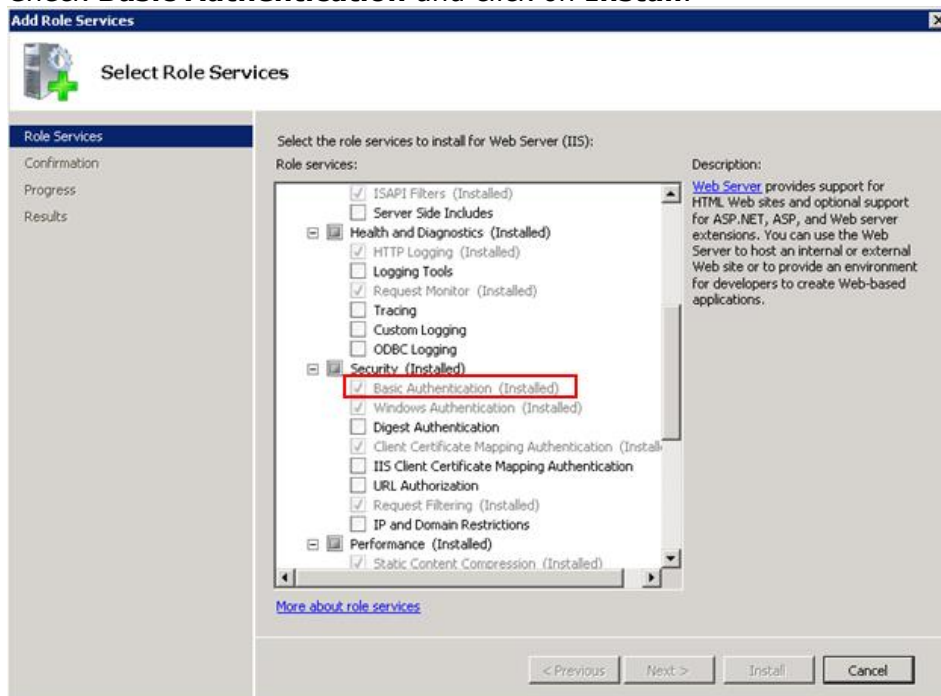 Check Basic Authentication and click on Install.
Add Role Services
Select Role Services
Role Services
Confirmation
Progress
Results
Select the role services to install for Web Server (IIS):
Role services:
ISAPI Filters (Installed)
Server Side Includes
Health and Diagnostics (Installed)
HTTP Logging (Installed)
Logging Tools
Request Monitor (Installed)
Tracing
Custom Logging
ODBC Logging
Security (Installed)
Basic Authentication (Installed)
Windows Authentication (Installed)
Digest Authentication
Client Certificate Mapping Authentication (Install
IIS Client Certificate Mapping Authentication
URL Authorization
Request Filtering (Installed)
IP and Domain Restrictions
Performance (Installed)
Static Content Compression (Installed)
More about role services
Description:
Web Server provides support for
HTML Web sites and optional support
for ASP.NET, ASP, and Web server
extensions. You can use the Web
Server to host an internal or external
Web site or to provide an environment
for developers to create Web-based
applications.
< Previous
Next >
Install
Cancel